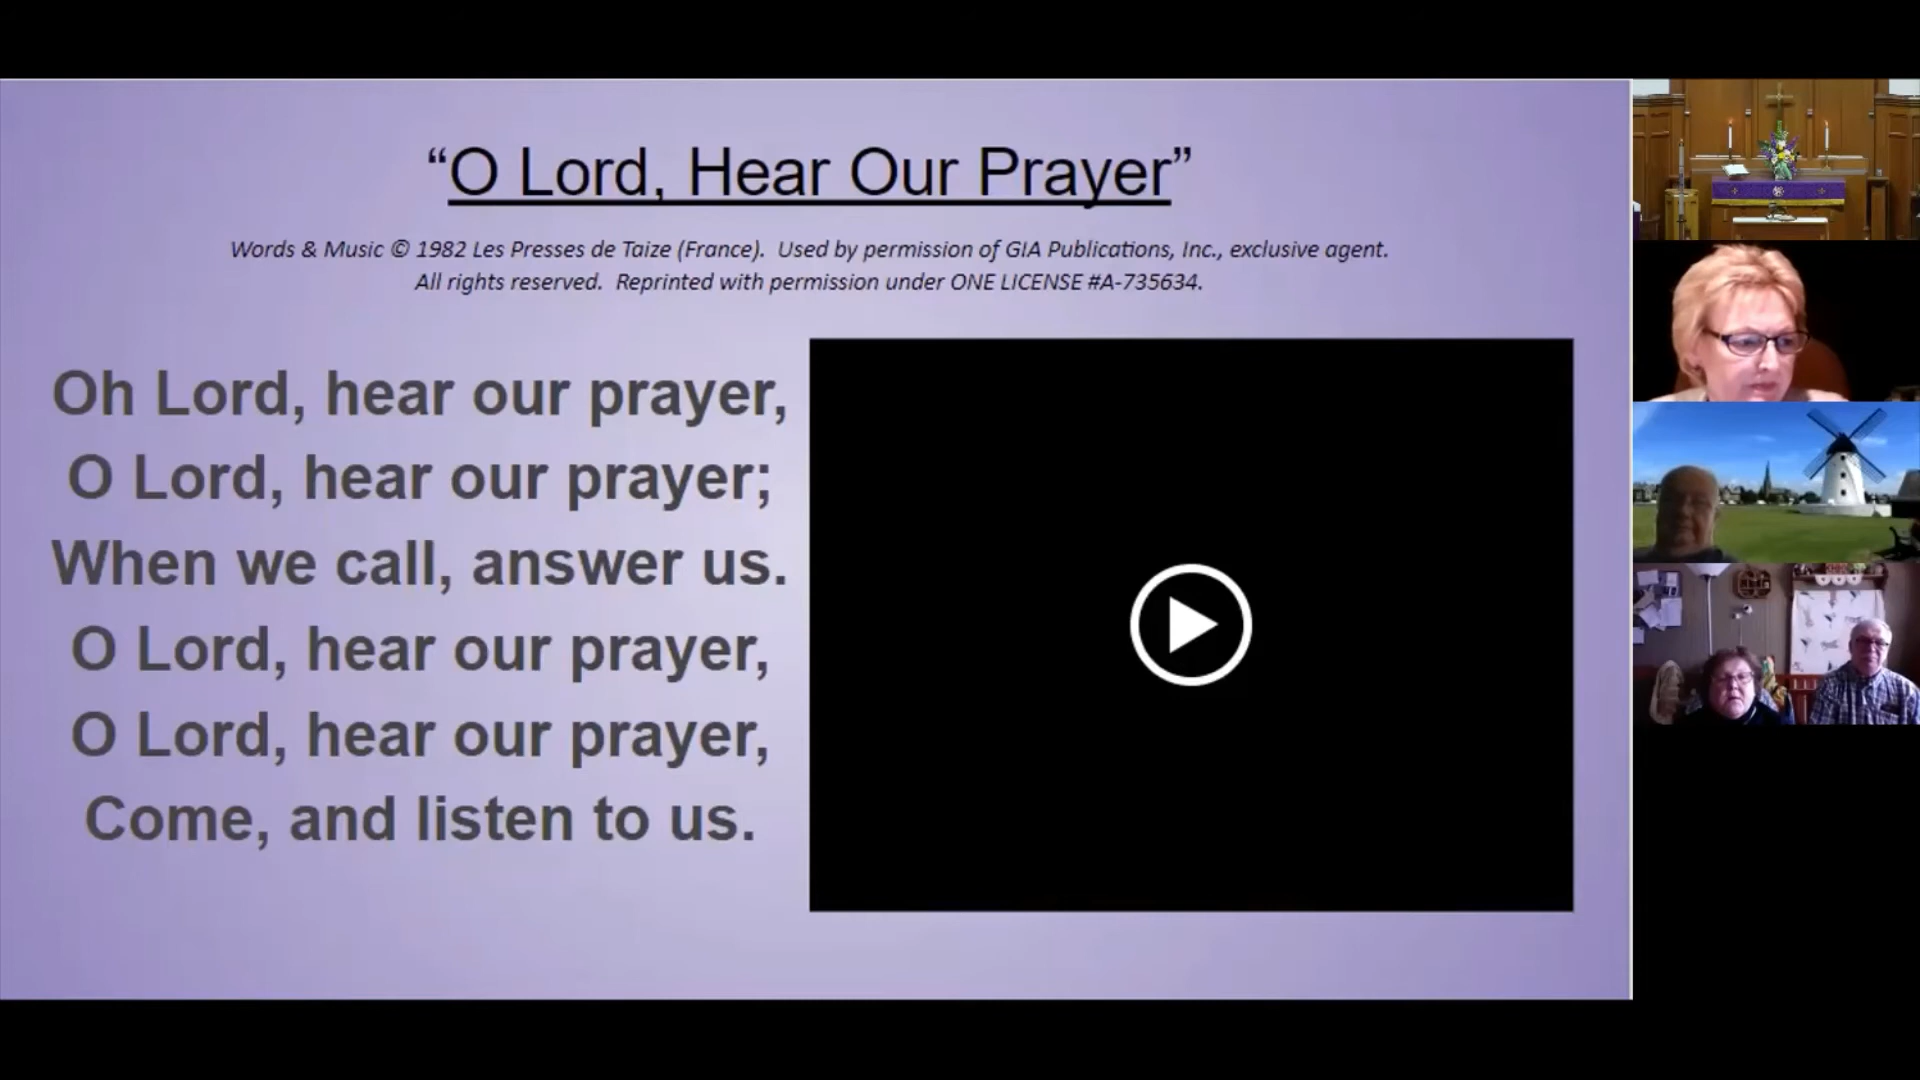 “O Lord, Hear Our Prayer”
Words & Music © 1982 Les Presses de Taize (France).  Used by permission of GIA Publications, Inc., exclusive agent.
All rights reserved.  Reprinted with permission under ONE LICENSE #A-735634.
Oh Lord, hear our prayer,
O Lord, hear our prayer;
When we call, answer us.
O Lord, hear our prayer,
O Lord, hear our prayer,
Come, and listen to us.